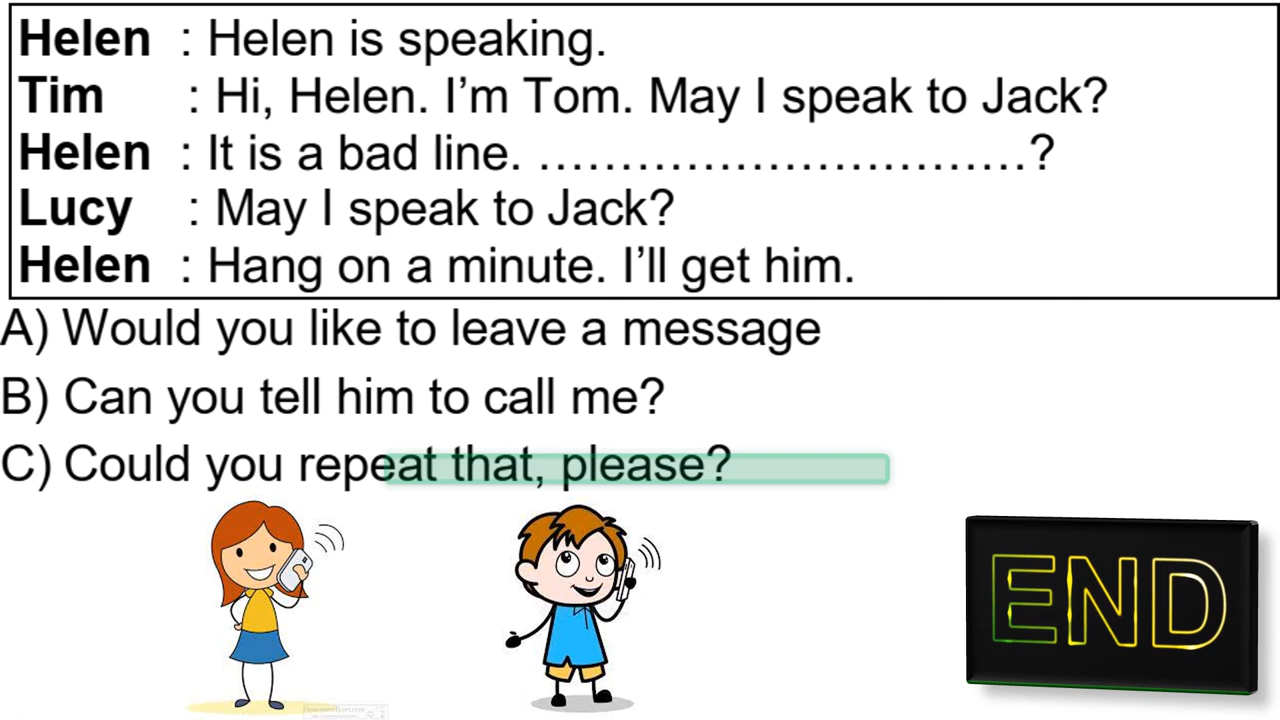 Helen : Helen is speaking.
Tim : Hi, Helen. I'm Tom. May I speak to Jack?
Helen : It is a bad line. ................................?
Lucy : May I speak to Jack?
Helen : Hang on a minute. I'll get him.
A) Would you like to leave a message
B) Can you tell him to call me?
C) Could you repeat that, please?
END